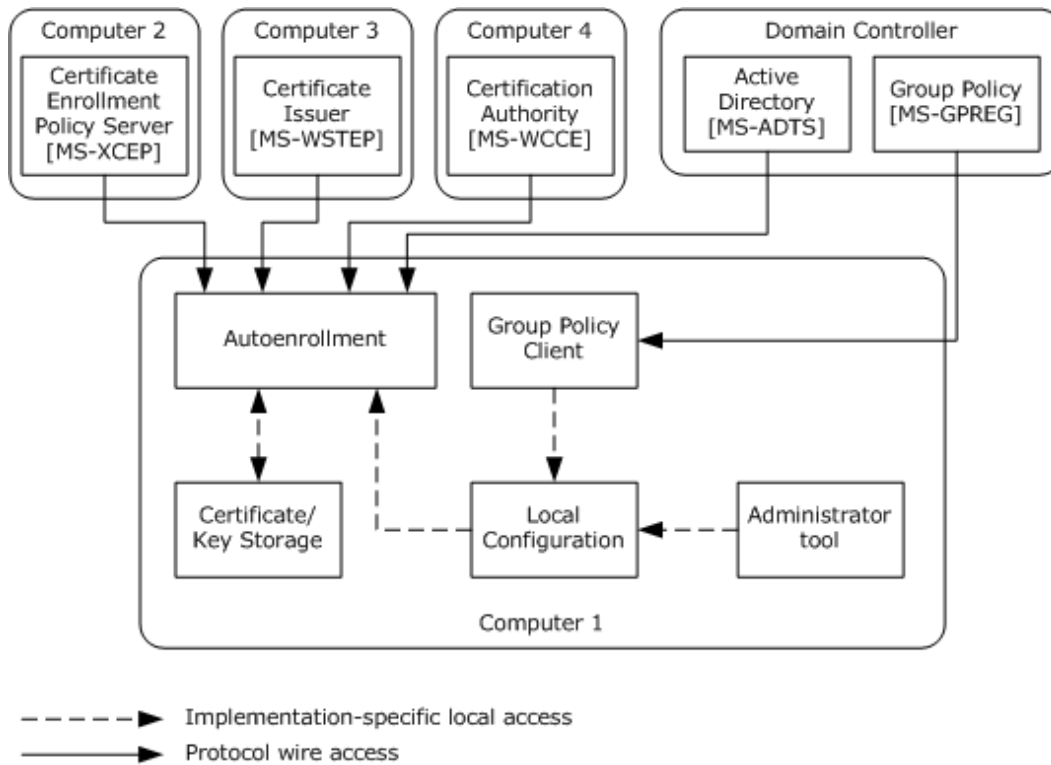 Computer 2
Computer 3
Computer 4
Domain Controller
Certificate
Enrollment
Policy Server
[MS-XCEP]
Certificate
Issuer
[MS-WSTEP]
Certification
Authority
[MS-WCCE]
Active
Directory
[MS-ADTS]
Group Policy
[MS-GPREG]
Autoenrollment
Group Policy
Client
Certificate/
Key Storage
Local
Configuration
Administrator
tool
Computer 1
Implementation-specific local access
Protocol wire access